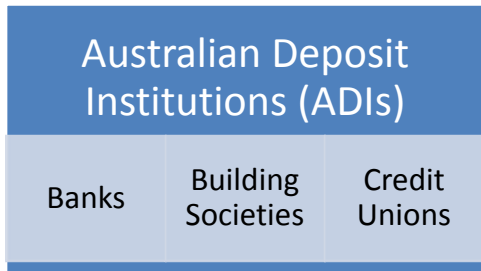 Australian Deposit
Institutions (ADIs)
Banks
Building
Societies
Credit
Unions